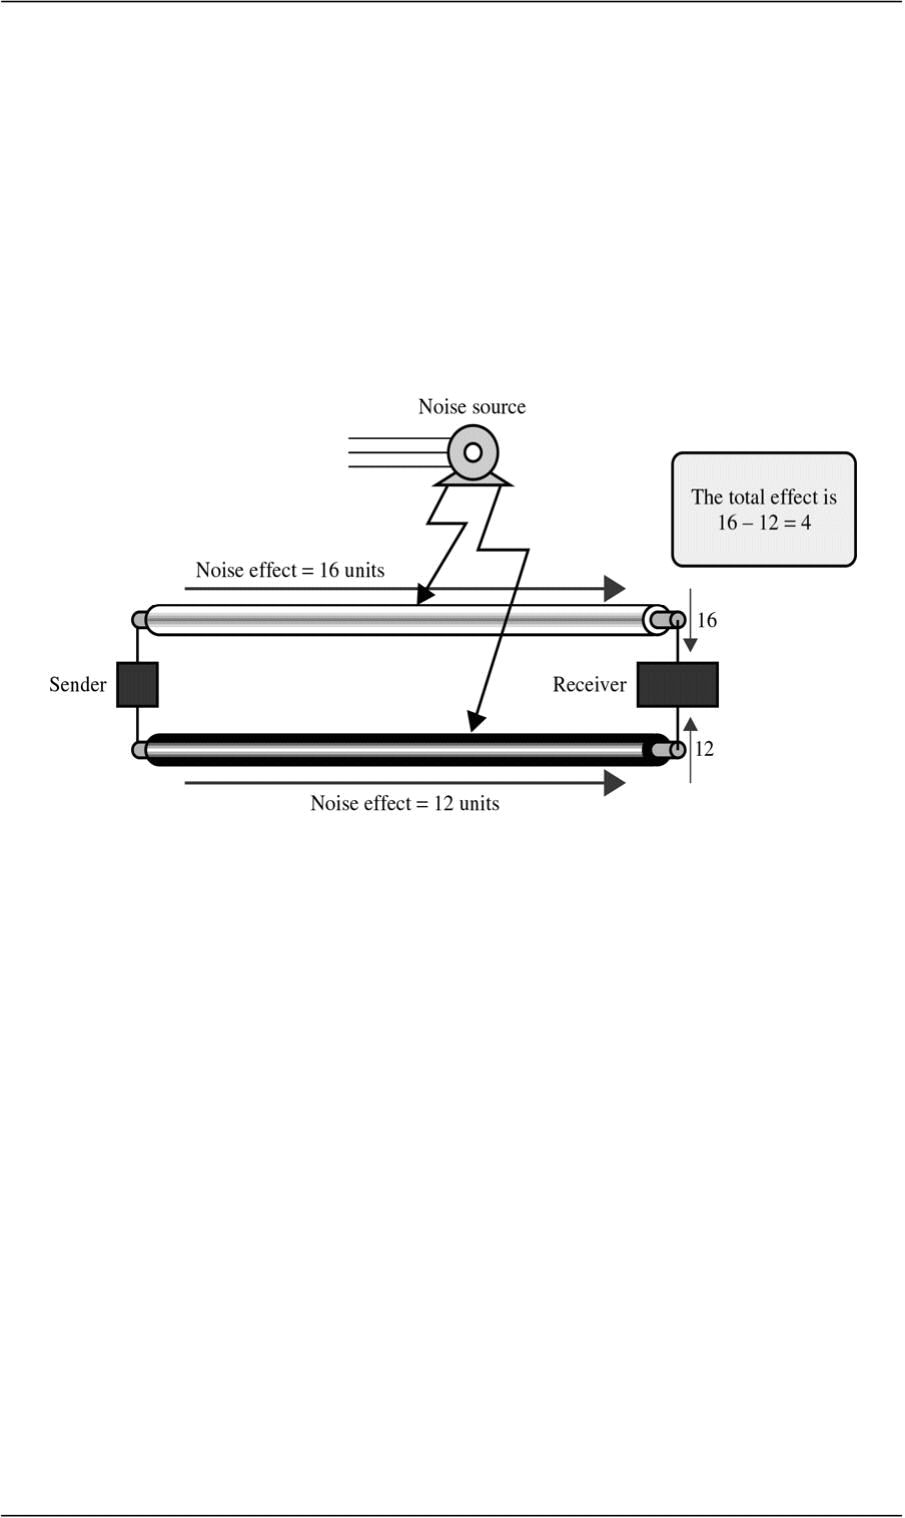 Noise source
The total effect is
16 – 12 = 4
Noise effect = 16 units
16
Sender
Receiver
12
Noise effect = 12 units